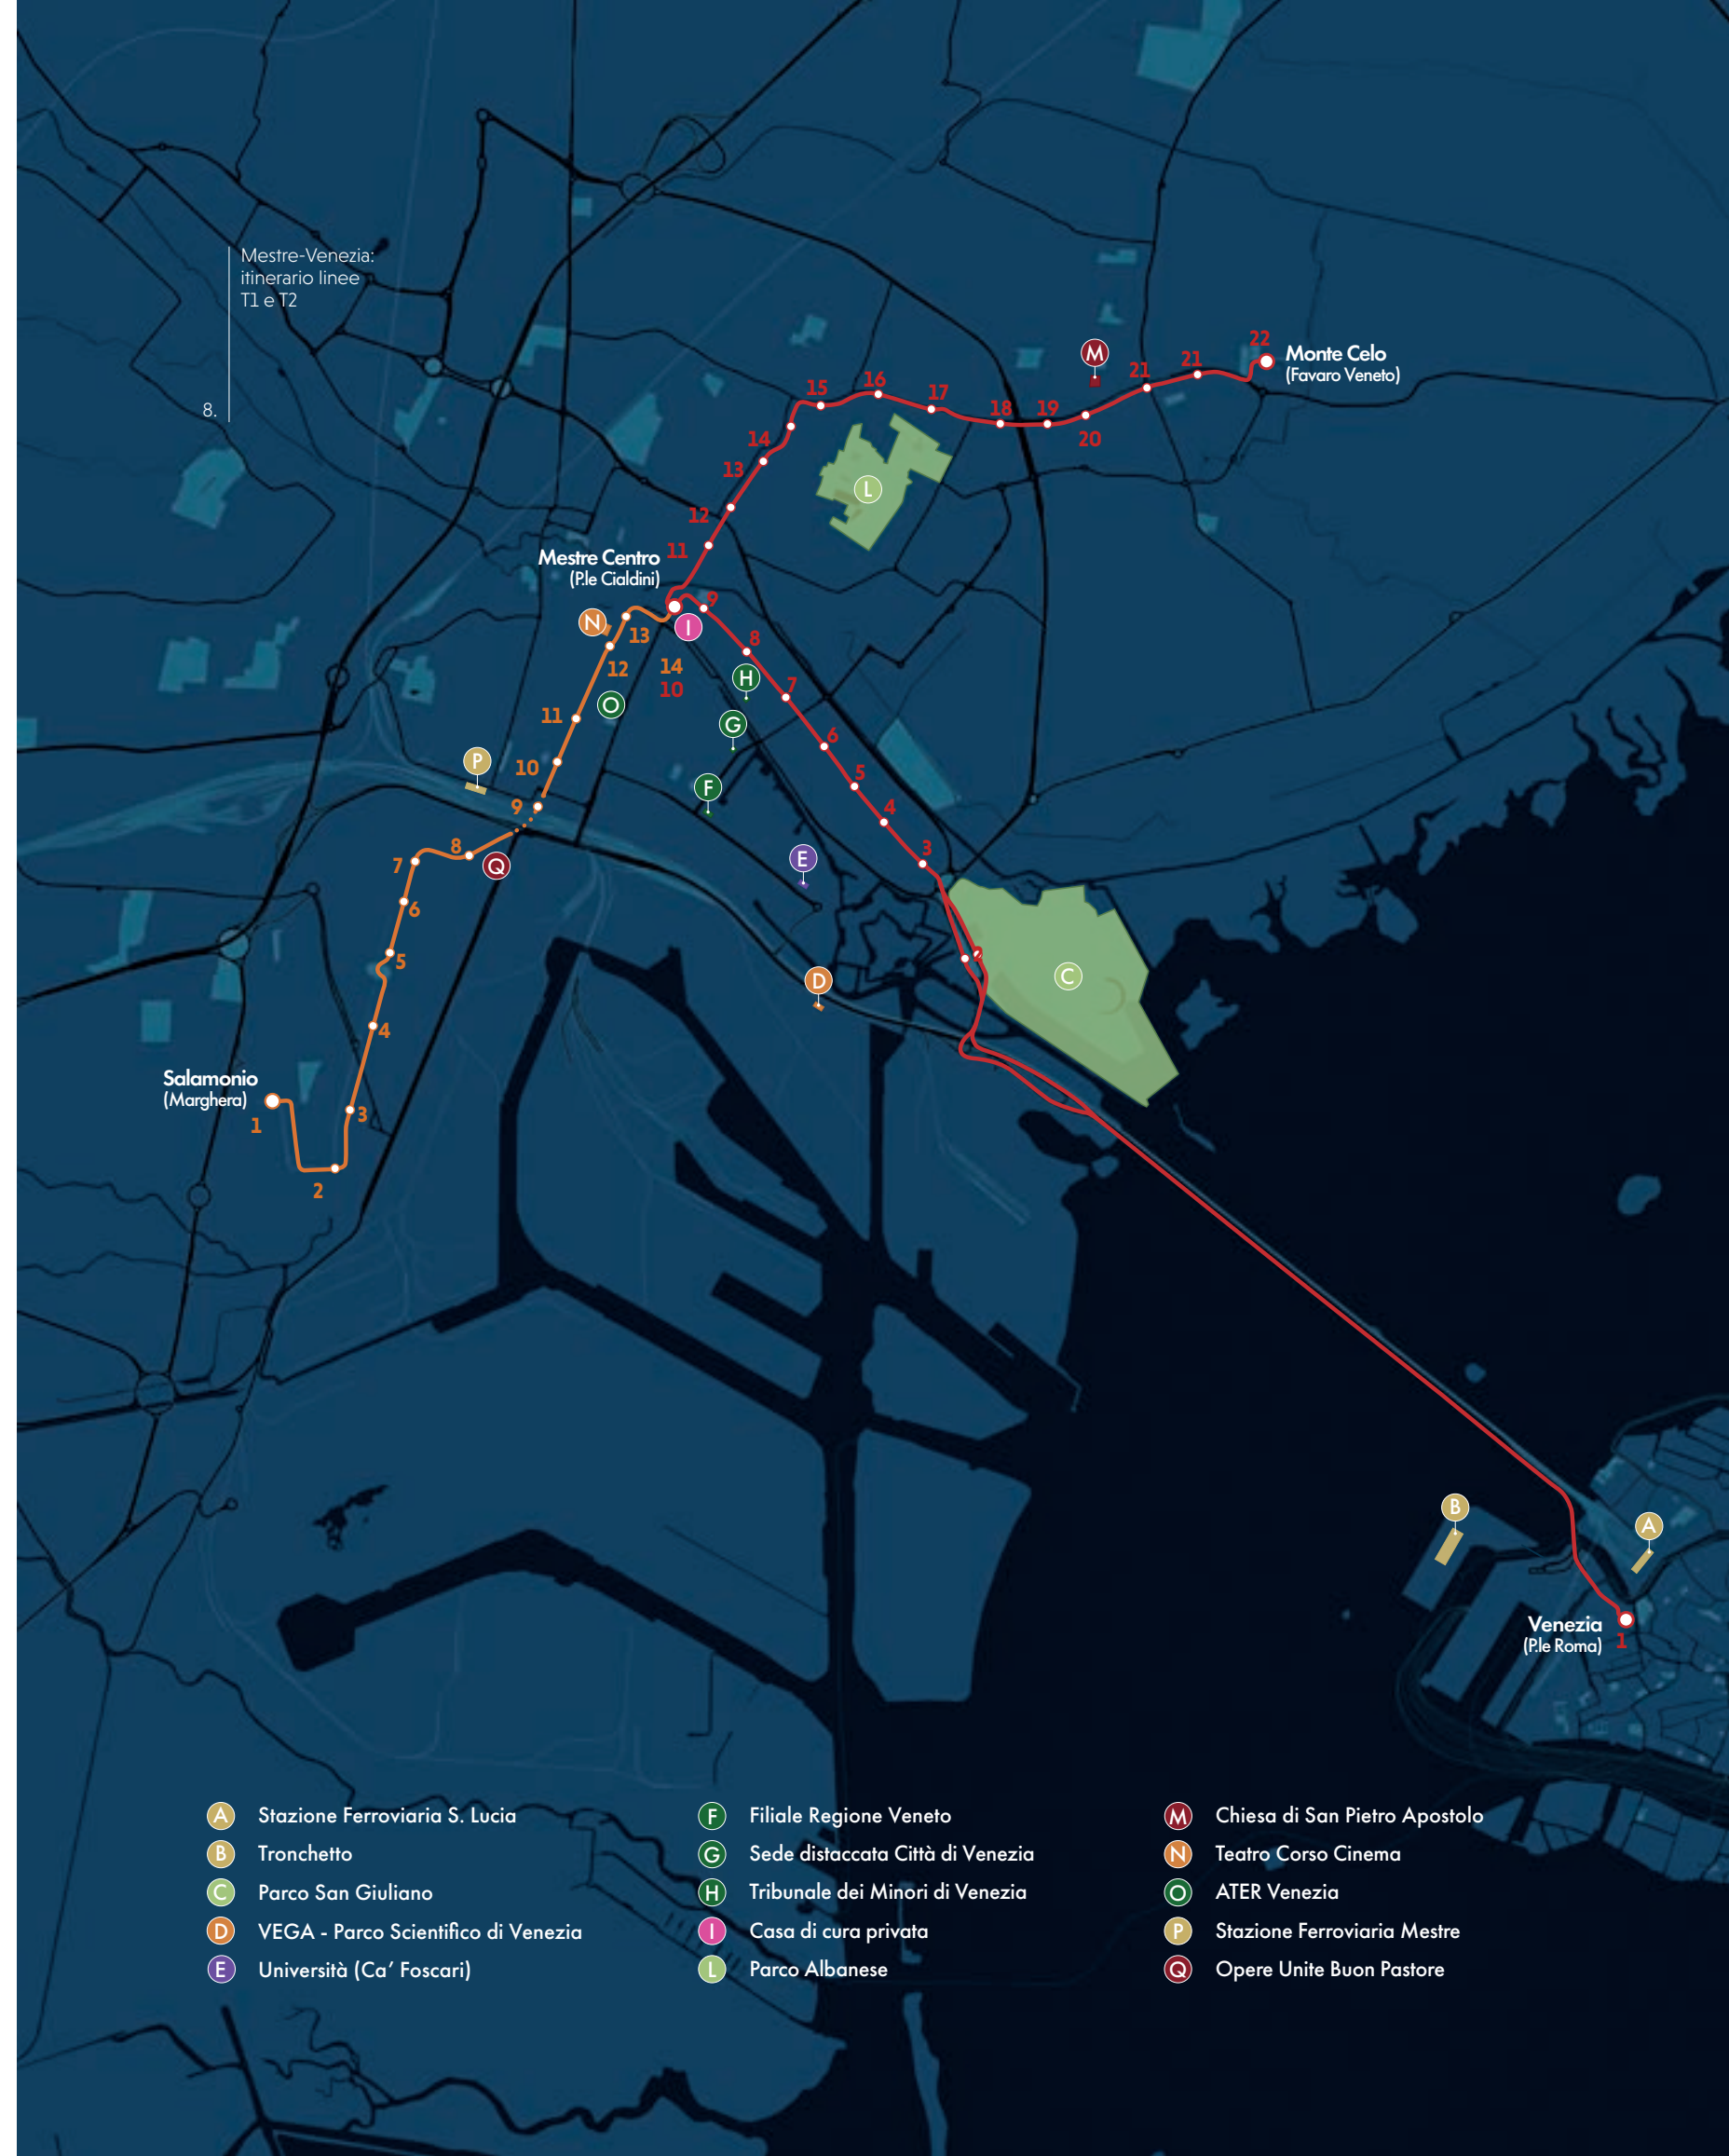 Mestre-Venezia:
itinerario linee
T1 e T2
8.
22
Monte Celo
(Favaro Veneto)
M
21
21
20
19
18
17
16
15
14
13
12
11
L
Mestre Centro
(P.le Cialdini)
9
I
N
13
12
14
10
8
H
7
G
O
11
6
P
10
5
F
9
4
8
3
7
Q
E
6
5
2
C
D
4
Salamonio
(Marghera)
1
3
2
B
A
Venezia
(P.le Roma)
1
A Stazione Ferroviaria S. Lucia
B Tronchetto
C Parco San Giuliano
D VEGA - Parco Scientifico di Venezia
E Università (Ca’ Foscari)
F Filiale Regione Veneto
G Sede distaccata Città di Venezia
H Tribunale dei Minori di Venezia
I Casa di cura privata
L Parco Albanese
M Chiesa di San Pietro Apostolo
N Teatro Corso Cinema
O ATER Venezia
P Stazione Ferroviaria Mestre
Q Opere Unite Buon Pastore